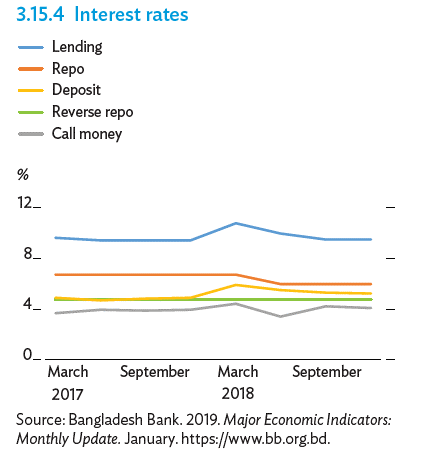 3.15.4 Interest rates
Lending
Repo
Deposit
Reverse repo
Call money
%
12
8
4
0
March September March September
2017 2018
Source: Bangladesh Bank. 2019. Major Economic Indicators:
Monthly Update. January. https://www.bb.org.bd.